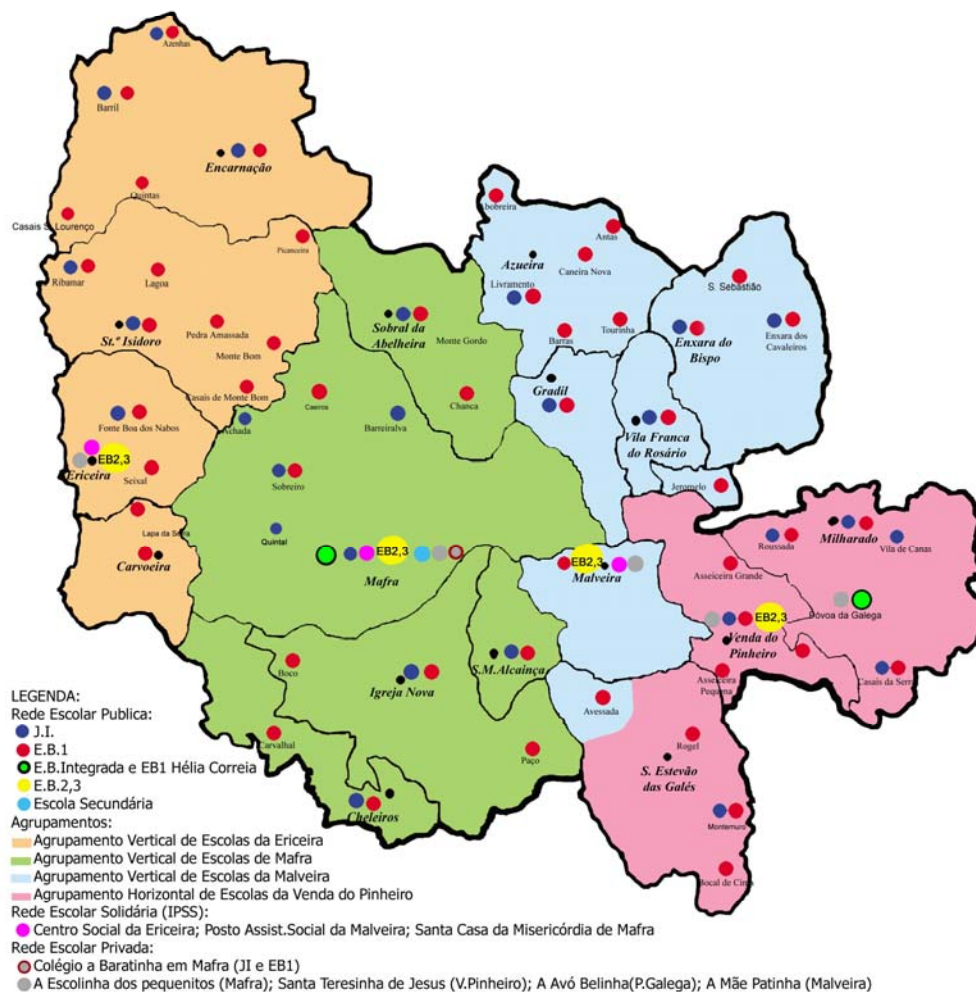 Azenhas
Barril
Encarnação
Quintas
Casais S. Lourenço
Picanceira
Ribamar
Lagoa
St.ª Isidoro
Pedra Amassada
Monte Bom
Casais de Monte Bom
Fonte Boa dos Nabos
EB2,3
Ericeira
Seixal
Lapa da Serra
Carvoeira
Sobral da
Abelheira
Monte Gordo
Chanca
Caeiros
Achada
Barreiralva
Sobreiro
Quintal
EB2,3
Mafra
Boco
Igreja Nova
S.M.Alcainça
Carvalhal
Paço
Cheleiros
Abobreira
Antas
Azueira
Caneira Nova
Livramento
Barras
Tourinha
S. Sebastião
Enxara do
Bispo
Enxara dos
Cavaleiros
Gradil
Vila Franca
do Rosário
Jeromelo
EB2,3
Malveira
Avessada
Milharado
Roussada
Vila de Canas
Asseiceira Grande
Póvoa da Galega
EB2,3
Venda do
Pinheiro
Asseiceira
Pequena
Casais da Serra
Rogel
S. Estevão
das Galés
Montemuro
Bocal de Cima
LEGENDA:
Rede Escolar Publica:
J.I.
E.B.1
E.B.Integrada e EB1 Hélia Correia
E.B.2,3
Escola Secundária
Agrupamentos:
Agrupamento Vertical de Escolas da Ericeira
Agrupamento Vertical de Escolas de Mafra
Agrupamento Vertical de Escolas da Malveira
Agrupamento Horizontal de Escolas da Venda do Pinheiro
Rede Escolar Solidária (IPSS):
Centro Social da Ericeira; Posto Assist.Social da Malveira; Santa Casa da Misericórdia de Mafra
Rede Escolar Privada:
Colégio a Baratinha em Mafra (JI e EB1)
A Escolinha dos pequenitos (Mafra); Santa Teresinha de Jesus (V.Pinheiro); A Avó Belinha(P.Galega); A Mãe Patinha (Malveira)